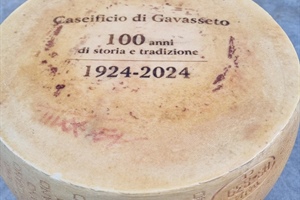 Caseificio di Gavasseto
100 anni
di storia e tradizione
1924-2024